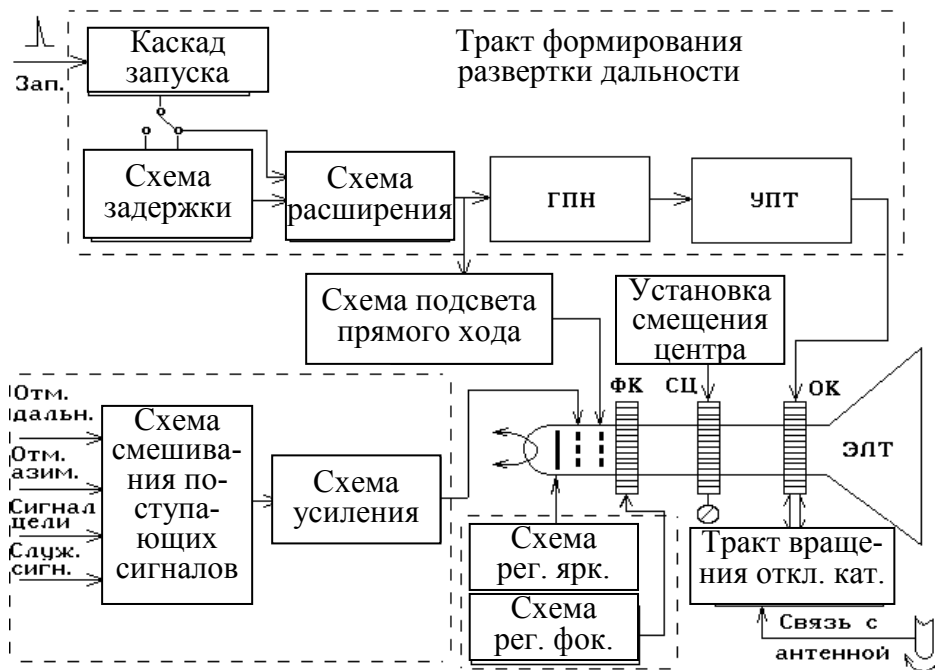 Каскад
запуска
Тракт формирования
развертки дальности
Зап.
Схема
задержки
Схема
расширения
ГПН
УПТ
Схема подсвета
прямого хода
Установка
смещения
центра
Отм.
дальн.
Отм.
азим.
Сигнал
цели
Служ.
сигн.
Схема
смешива-
ния по-
ступа-
ющих
сигналов
Схема
усиления
ФК
СЦ
ОК
ЭЛТ
Схема
рег. ярк.
Схема
рег. фок.
Тракт враще-
ния откл. кат.
Связь с
антенной